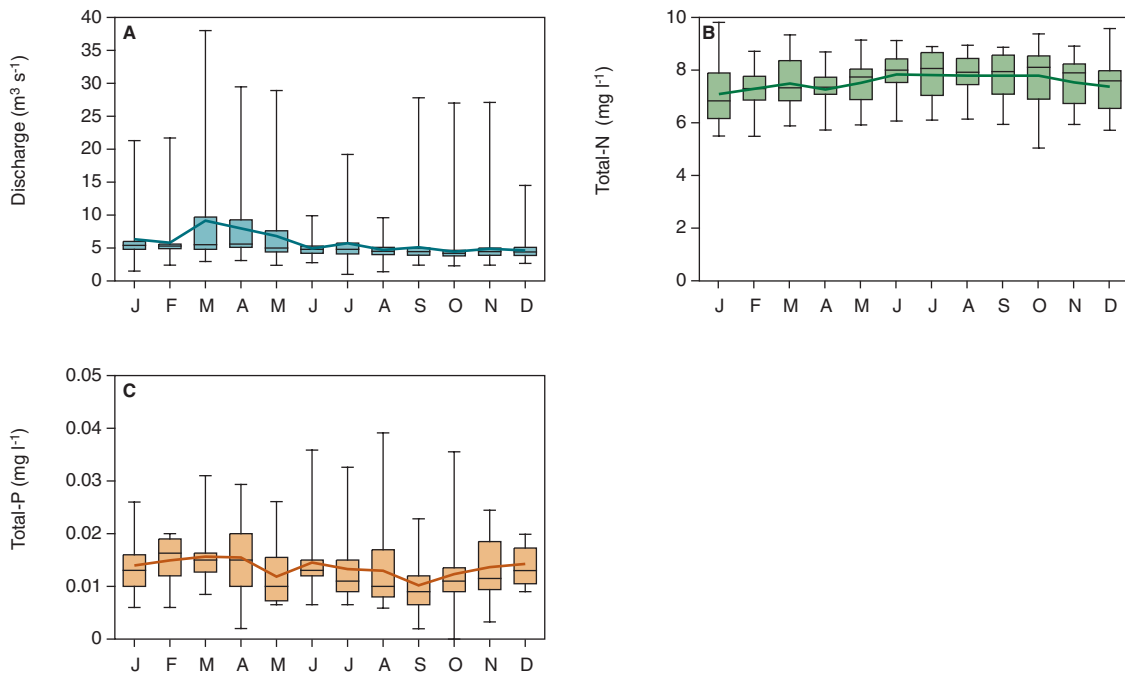 A
Discharge (m³ s⁻¹)
40
35
30
25
20
15
10
5
0
J F M A M J J A S O N D
B
Total-N (mg l⁻¹)
10
8
6
4
2
0
J F M A M J J A S O N D
C
Total-P (mg l⁻¹)
0.05
0.04
0.03
0.02
0.01
0
J F M A M J J A S O N D